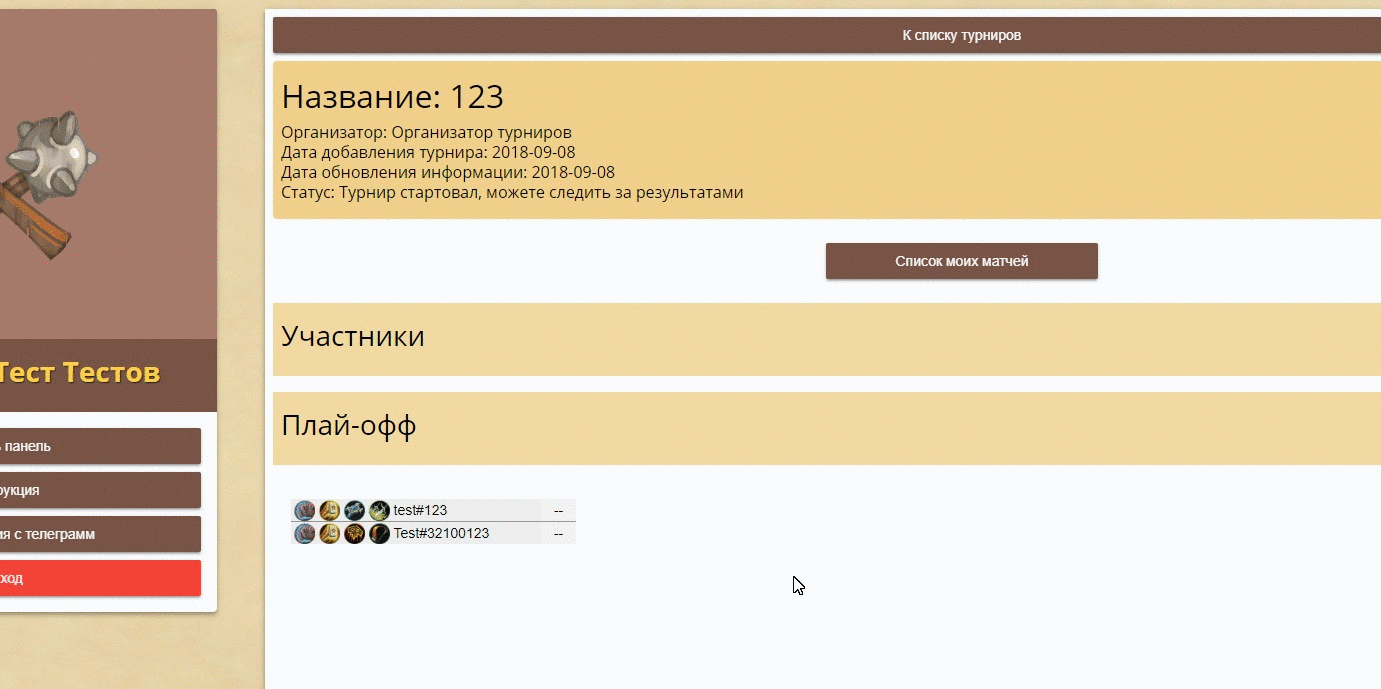 К списку турниров
Название: 123
Организатор: Организатор турниров
Дата добавления турнира: 2018-09-08
Дата обновления информации: 2018-09-08
Статус: Турнир стартовал, можете следить за результатами
Список моих матчей
Участники
Плай-офф
test#123 --
Test#32100123 --
Тест Тестов
панель
рукция
ия с телеграмм
ход